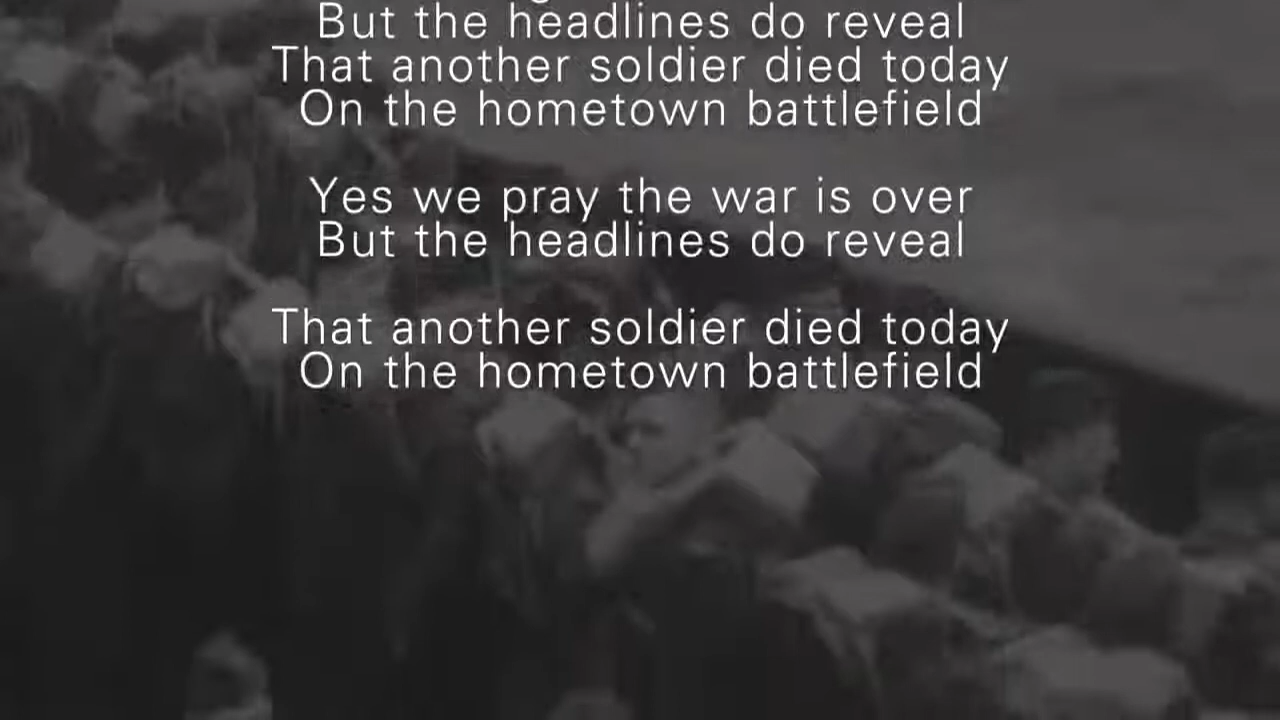 But the headlines do reveal
That another soldier died today
On the hometown battlefield
Yes we pray the war is over
But the headlines do reveal
That another soldier died today
On the hometown battlefield